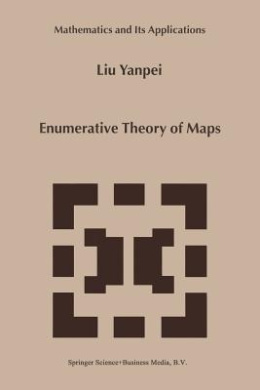 Mathematics and Its Applications
Liu Yanpei
Enumerative Theory of Maps
Springer Science+Business Media, B.V.